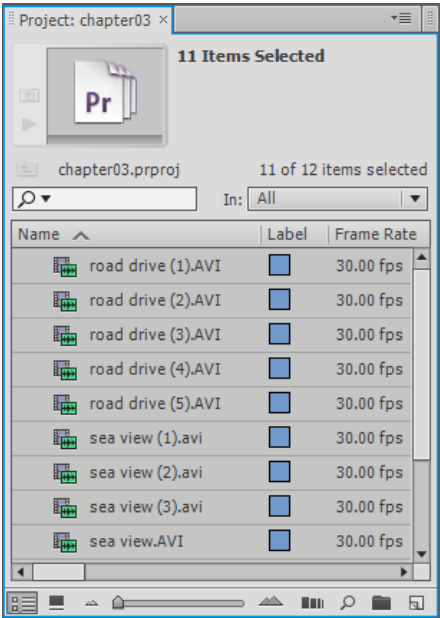 Project: chapter03 ×
11 Items Selected
Pr
chapter03.prproj 11 of 12 items selected
In: All
Name Label Frame Rate
road drive (1).AVI 30.00 fps
road drive (2).AVI 30.00 fps
road drive (3).AVI 30.00 fps
road drive (4).AVI 30.00 fps
road drive (5).AVI 30.00 fps
sea view (1).avi 30.00 fps
sea view (2).avi 30.00 fps
sea view (3).avi 30.00 fps
sea view.AVI 30.00 fps